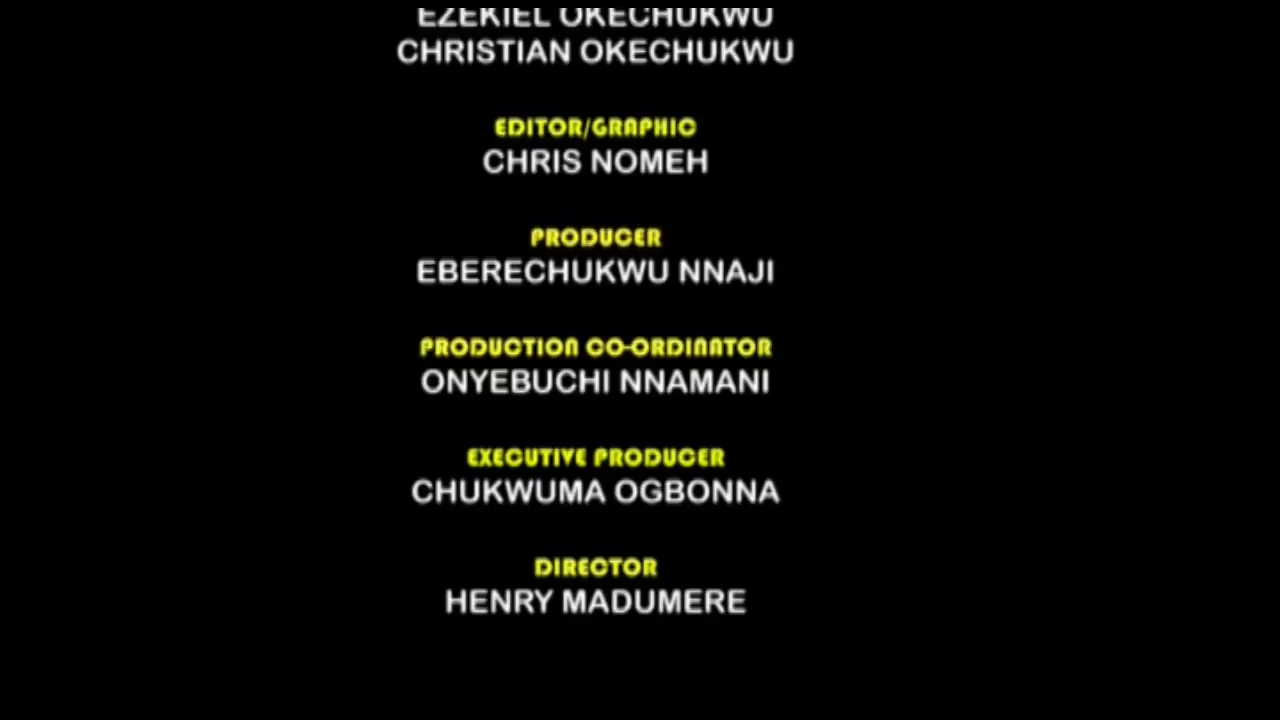 EZEKIEL OKECHUKWU
CHRISTIAN OKECHUKWU
EDITOR/GRAPHIC
CHRIS NOMEH
PRODUCER
EBERECHUKWU NNAJI
PRODUCTION CO-ORDINATOR
ONYEBUCHI NNAMANI
EXECUTIVE PRODUCER
CHUKWUMA OGBONNA
DIRECTOR
HENRY MADUMERE